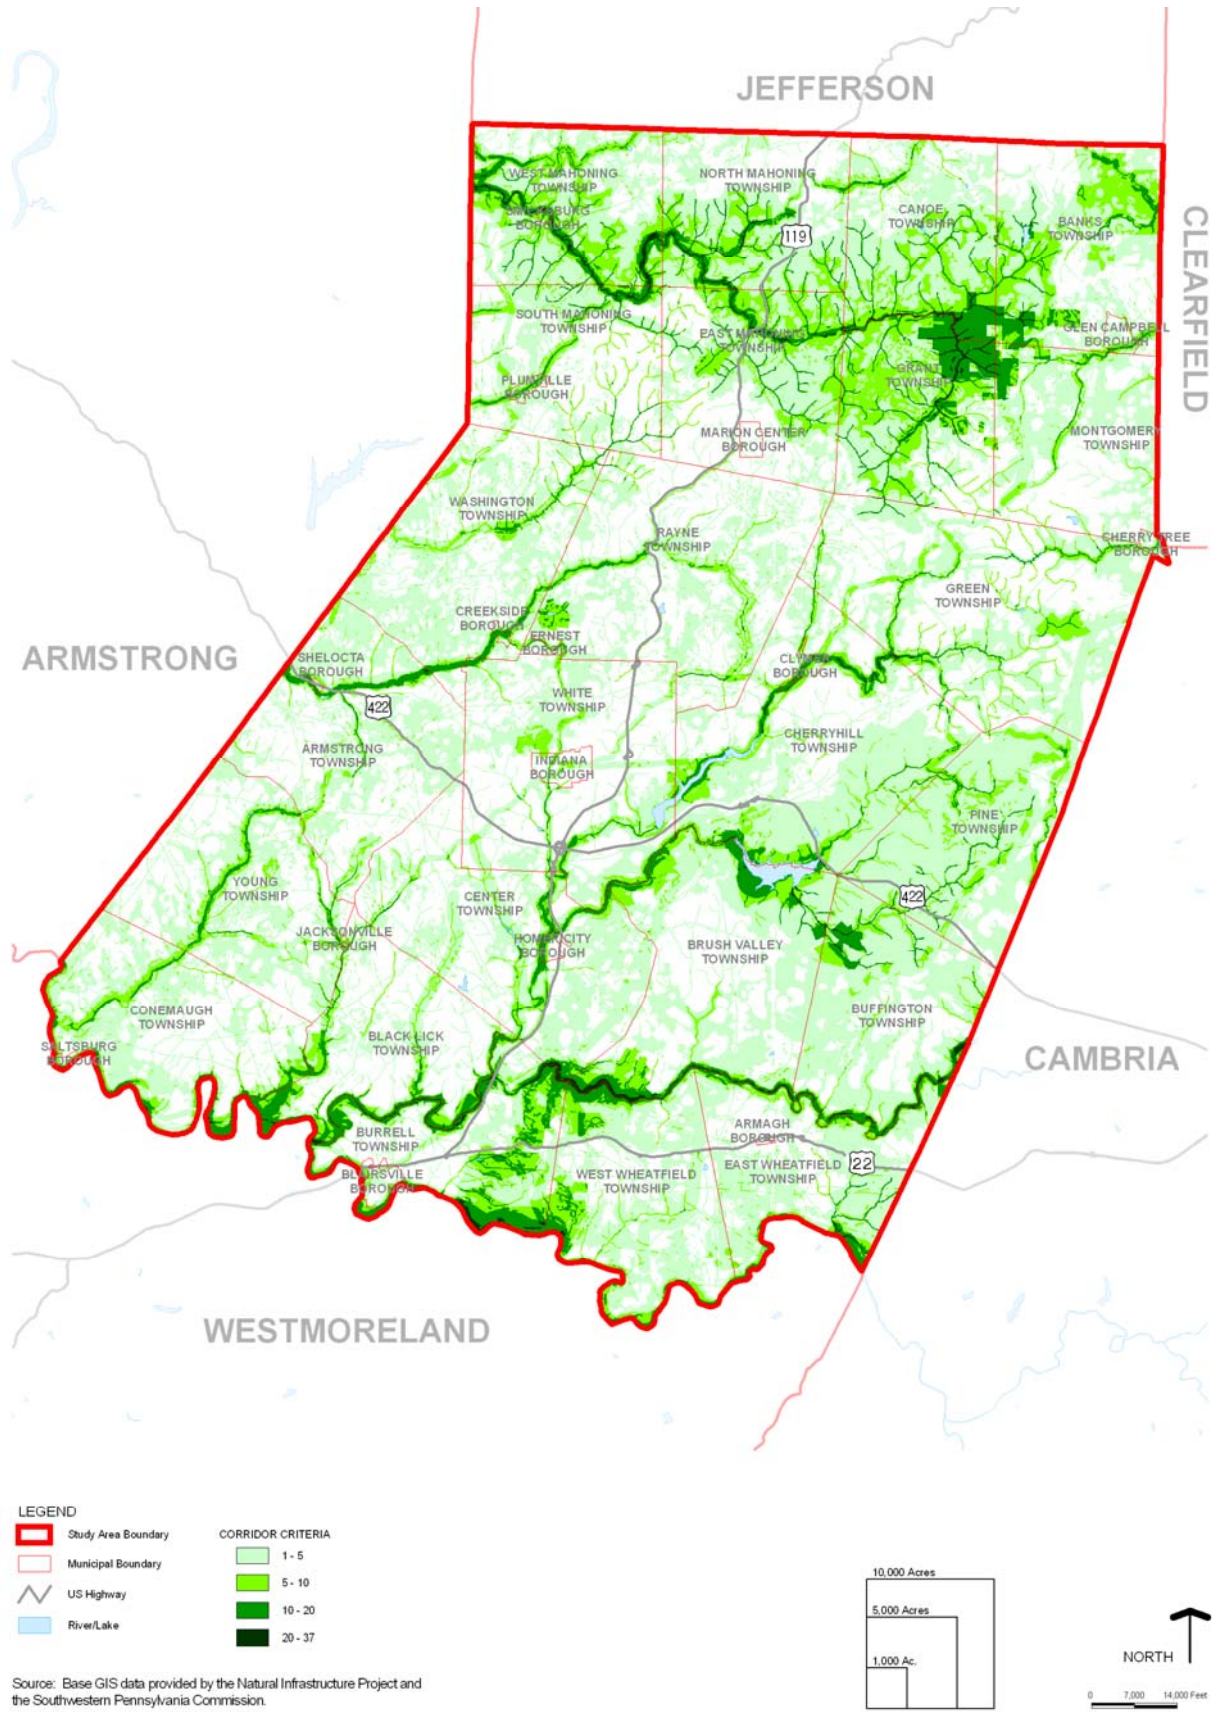 JEFFERSON
WEST MAHONING
TOWNSHIP
NORTH MAHONING
TOWNSHIP
SMICKSBURG
BOROUGH
CANOE
TOWNSHIP
BANKS
TOWNSHIP
119
CLEARFIELD
SOUTH MAHONING
TOWNSHIP
EAST MAHONING
TOWNSHIP
GLEN CAMPBELL
BOROUGH
PLUMVILLE
BOROUGH
GRANT
TOWNSHIP
MARION CENTER
BOROUGH
MONTGOMERY
TOWNSHIP
WASHINGTON
TOWNSHIP
RAYNE
TOWNSHIP
CHERRY TREE
BOROUGH
GREEN
TOWNSHIP
CREEKSIDE
BOROUGH
ERNEST
BOROUGH
ARMSTRONG
SHELOCTA
BOROUGH
CLYMER
BOROUGH
WHITE
TOWNSHIP
422
CHERRYHILL
TOWNSHIP
ARMSTRONG
TOWNSHIP
INDIANA
BOROUGH
PINE
TOWNSHIP
YOUNG
TOWNSHIP
CENTER
TOWNSHIP
422
JACKSONVILLE
BOROUGH
HOMER CITY
BOROUGH
BRUSH VALLEY
TOWNSHIP
CONEMAUGH
TOWNSHIP
BUFFINGTON
TOWNSHIP
SALTSBURG
BOROUGH
BLACK LICK
TOWNSHIP
CAMBRIA
BURRELL
TOWNSHIP
ARMAGH
BOROUGH
BLAIRSVILLE
BOROUGH
WEST WHEATFIELD
TOWNSHIP
EAST WHEATFIELD
TOWNSHIP
22
WESTMORELAND
LEGEND
Study Area Boundary
Municipal Boundary
US Highway
River/Lake
CORRIDOR CRITERIA
1 - 5
5 - 10
10 - 20
20 - 37
10,000 Acres
5,000 Acres
1,000 Ac.
NORTH
0 7,000 14,000 Feet
Source: Base GIS data provided by the Natural Infrastructure Project and
the Southwestern Pennsylvania Commission.